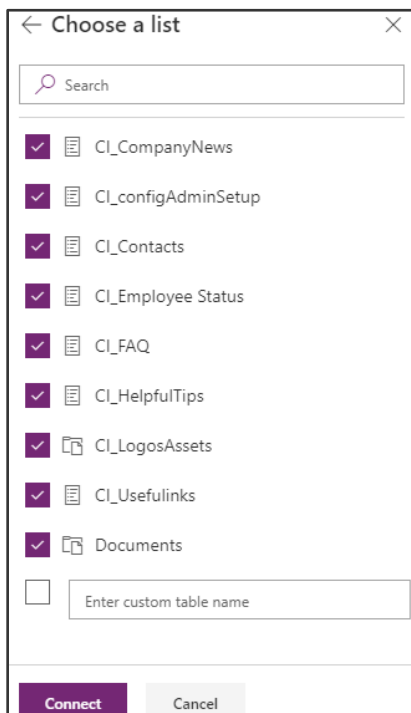 Choose a list
Search
CI_CompanyNews
CI_configAdminSetup
CI_Contacts
CI_Employee Status
CI_FAQ
CI_HelpfulTips
CI_LogosAssets
CI_Usefulinks
Documents
Enter custom table name
Connect Cancel